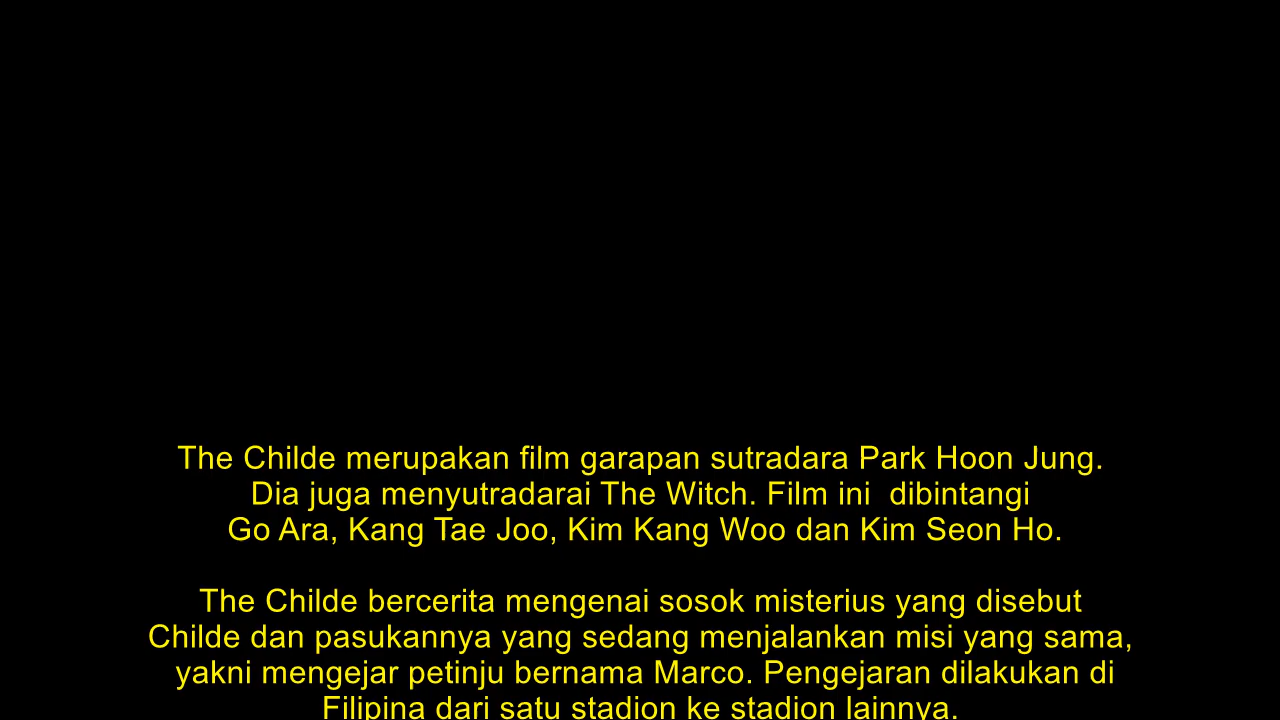 The Childe merupakan film garapan sutradara Park Hoon Jung.
Dia juga menyutradarai The Witch. Film ini  dibintangi
Go Ara, Kang Tae Joo, Kim Kang Woo dan Kim Seon Ho.
The Childe bercerita mengenai sosok misterius yang disebut
Childe dan pasukannya yang sedang menjalankan misi yang sama,
yakni mengejar petinju bernama Marco. Pengejaran dilakukan di
Filipina dari satu stadion ke stadion lainnya.